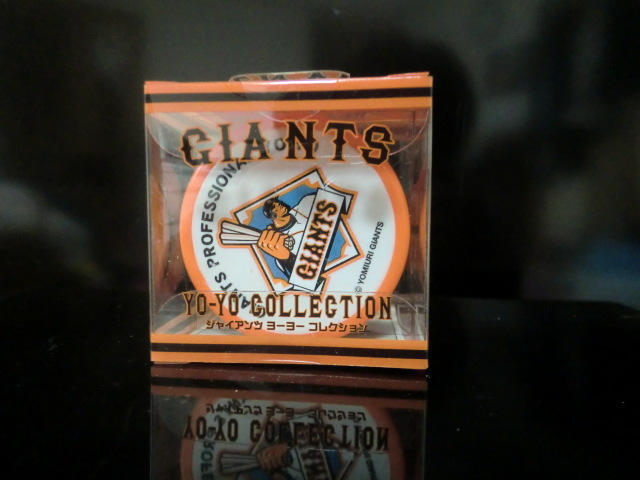 GIANTS
PROFESSIONA
GIANTS
© YOMIURI GIANTS
YO-YO COLLECTION
ジャイアンツ ヨーヨー コレクション